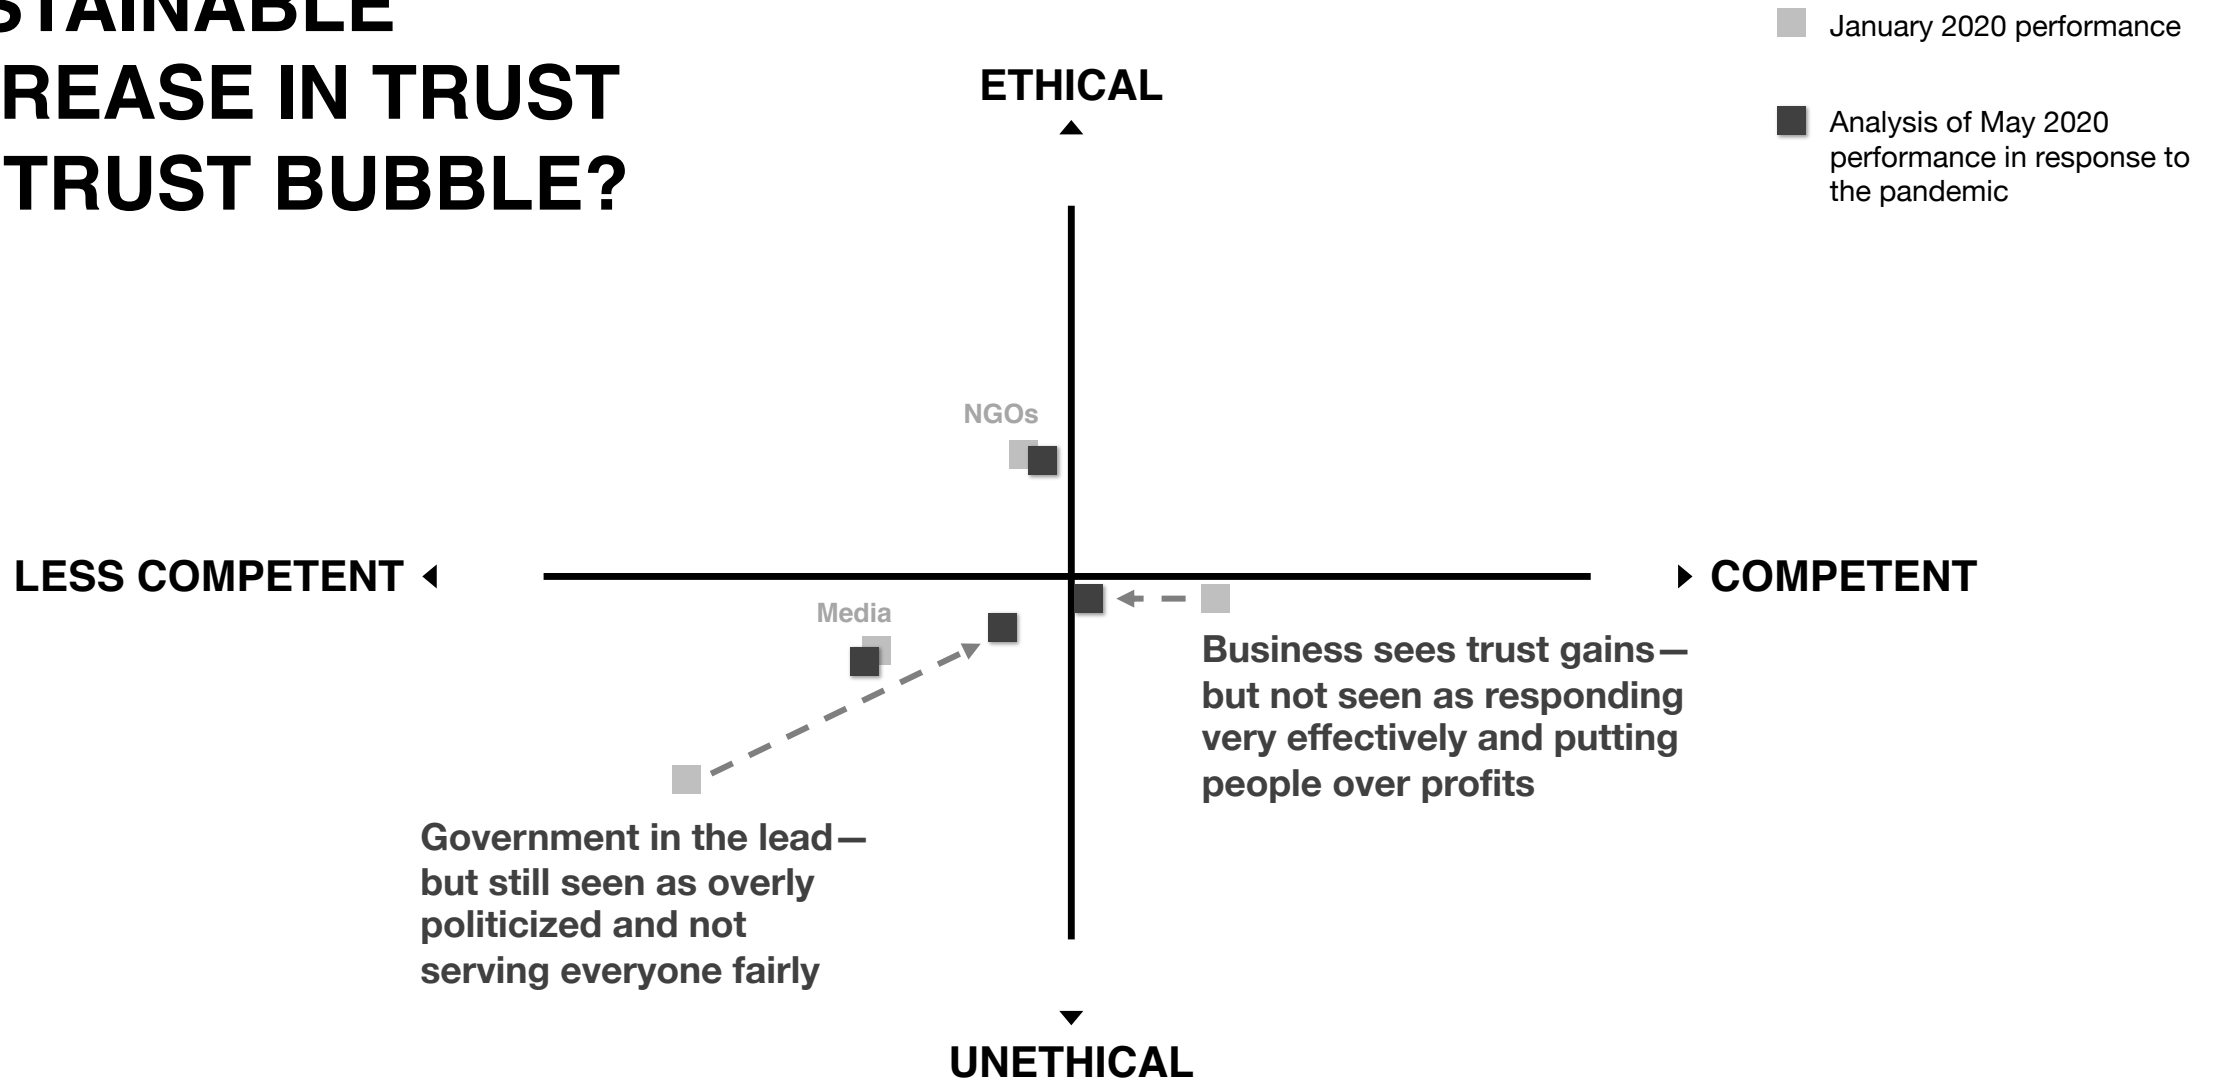 STAINABLE
REASE IN TRUST
TRUST BUBBLE?
January 2020 performance
Analysis of May 2020
performance in response to
the pandemic
ETHICAL
NGOs
LESS COMPETENT
COMPETENT
Media
Business sees trust gains—
but not seen as responding
very effectively and putting
people over profits
Government in the lead—
but still seen as overly
politicized and not
serving everyone fairly
UNETHICAL